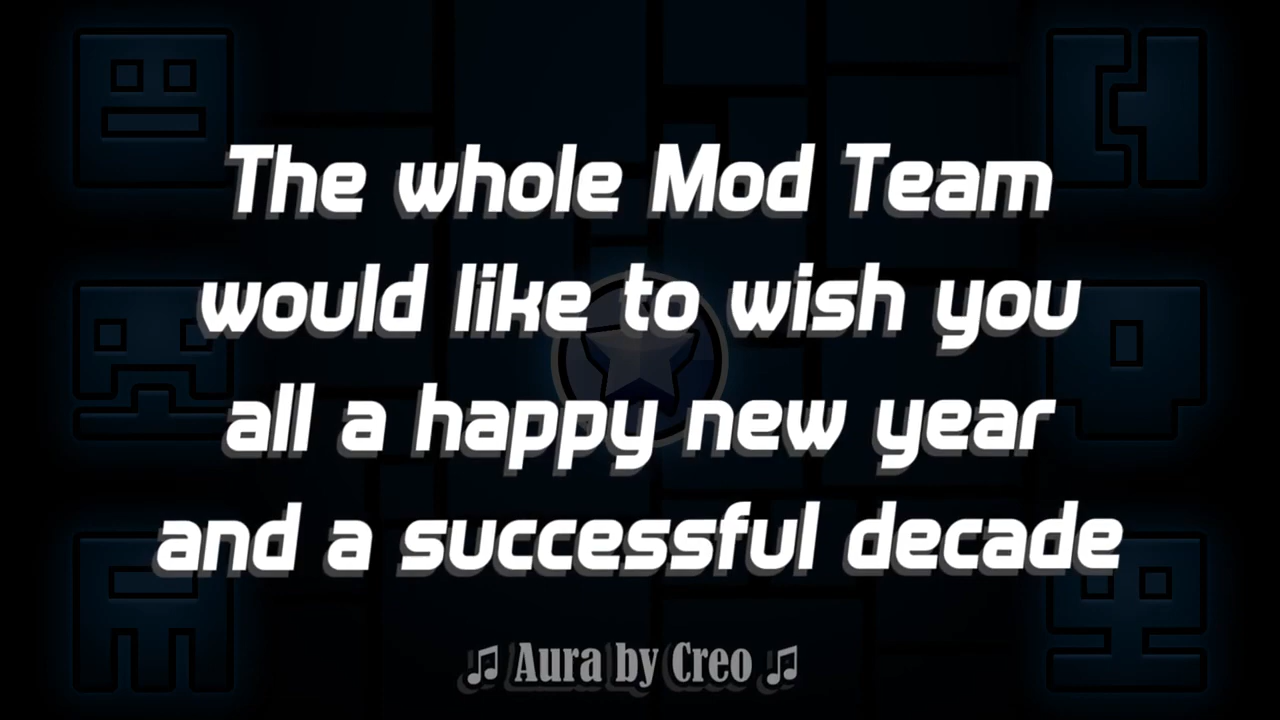 The whole Mod Team
would like to wish you
all a happy new year
and a successful decade
♫ Aura by Creo ♫